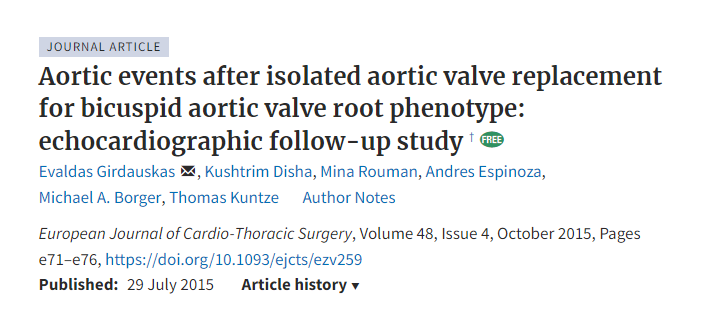 JOURNAL ARTICLE
Aortic events after isolated aortic valve replacement
for bicuspid aortic valve root phenotype:
echocardiographic follow-up study † FREE
Evaldas Girdauskas ✉, Kushtrim Disha, Mina Rouman, Andres Espinoza,
Michael A. Borger, Thomas Kuntze Author Notes
European Journal of Cardio-Thoracic Surgery, Volume 48, Issue 4, October 2015, Pages
e71–e76, https://doi.org/10.1093/ejcts/ezv259
Published: 29 July 2015 Article history ▾